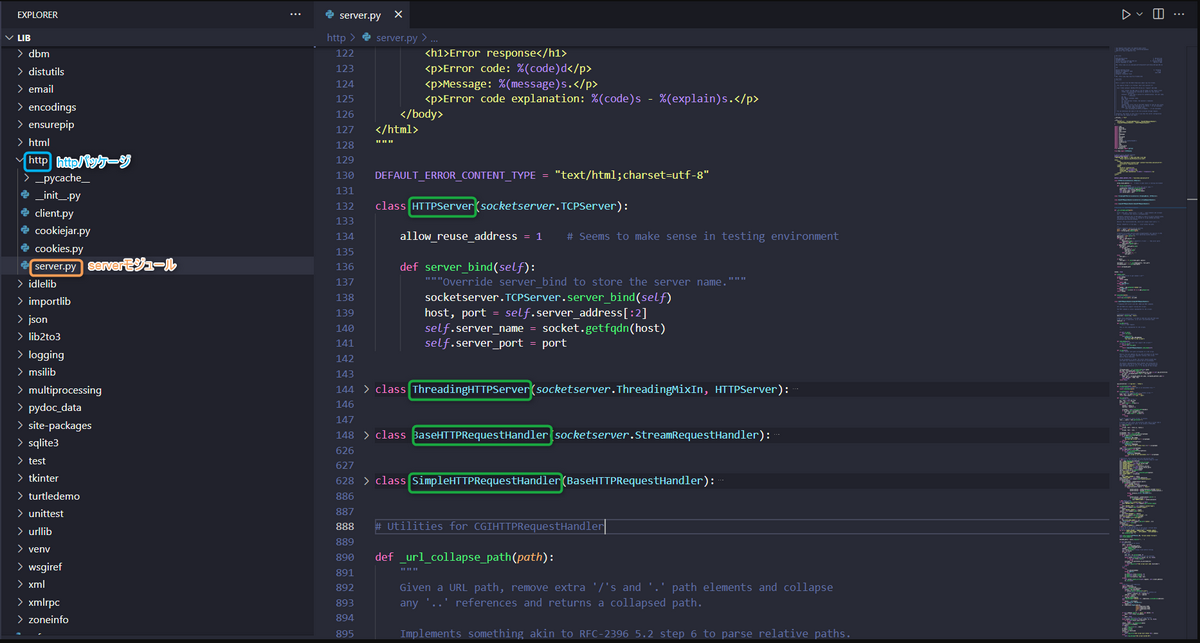 EXPLORER
server.py
LIB
dbm
distutils
email
encodings
ensurepip
html
http httpパッケージ
__pycache__
__init__.py
client.py
cookiejar.py
cookies.py
server.py serverモジュール
idlelib
importlib
json
lib2to3
logging
msilib
multiprocessing
pydoc_data
site-packages
sqlite3
test
tkinter
turtledemo
unittest
urllib
venv
wsgiref
xml
xmlrpc
zoneinfo
http > server.py > ...
122 <h1>Error response</h1>
123 <p>Error code: %(code)d</p>
124 <p>Message: %(message)s.</p>
125 <p>Error code explanation: %(code)s - %(explain)s.</p>
126 </body>
127 </html>
128 """
129
130 DEFAULT_ERROR_CONTENT_TYPE = "text/html;charset=utf-8"
131
132 class HTTPServer(socketserver.TCPServer):
133
134 allow_reuse_address = 1 # Seems to make sense in testing environment
135
136 def server_bind(self):
137 """Override server_bind to store the server name."""
138 socketserver.TCPServer.server_bind(self)
139 host, port = self.server_address[:2]
140 self.server_name = socket.getfqdn(host)
141 self.server_port = port
142
143
144 class ThreadingHTTPServer(socketserver.ThreadingMixIn, HTTPServer):
146
147
148 class BaseHTTPRequestHandler(socketserver.StreamRequestHandler):
626
627
628 class SimpleHTTPRequestHandler(BaseHTTPRequestHandler):
886
887
888 # Utilities for CGIHTTPRequestHandler
889
890 def _url_collapse_path(path):
891 """
892 Given a URL path, remove extra '/'s and '.' path elements and collapse
893 any '..' references and returns a collapsed path.
894
895 Implements something akin to RFC-2396 5.2 step 6 to parse relative paths.